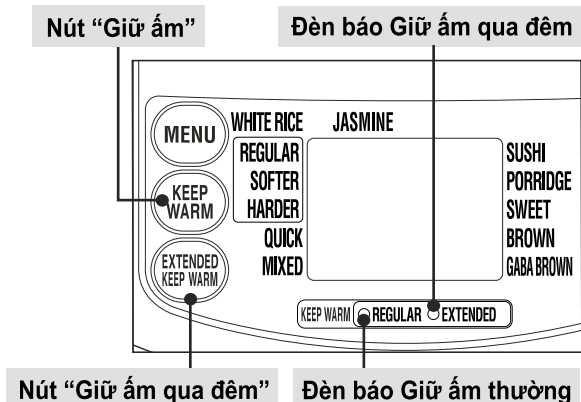 Nút “Giữ ấm”
Đèn báo Giữ ấm qua đêm
MENU
WHITE RICE
JASMINE
REGULAR
SOFTER
HARDER
QUICK
MIXED
KEEP
WARM
EXTENDED
KEEP WARM
SUSHI
PORRIDGE
SWEET
BROWN
GABA BROWN
KEEP WARM REGULAR EXTENDED
Nút “Giữ ấm qua đêm”
Đèn báo Giữ ấm thường